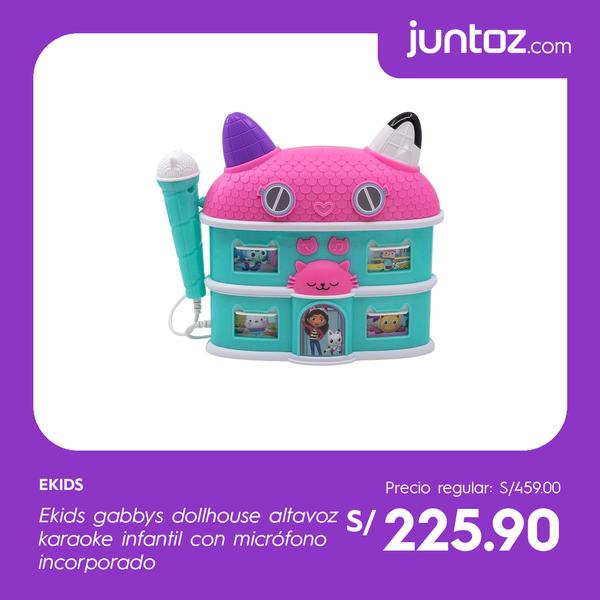 juntoz.com
EKIDS
Ekids gabbys dollhouse altavoz
karaoke infantil con micrófono
incorporado
Precio regular: S/459.00
S/225.90